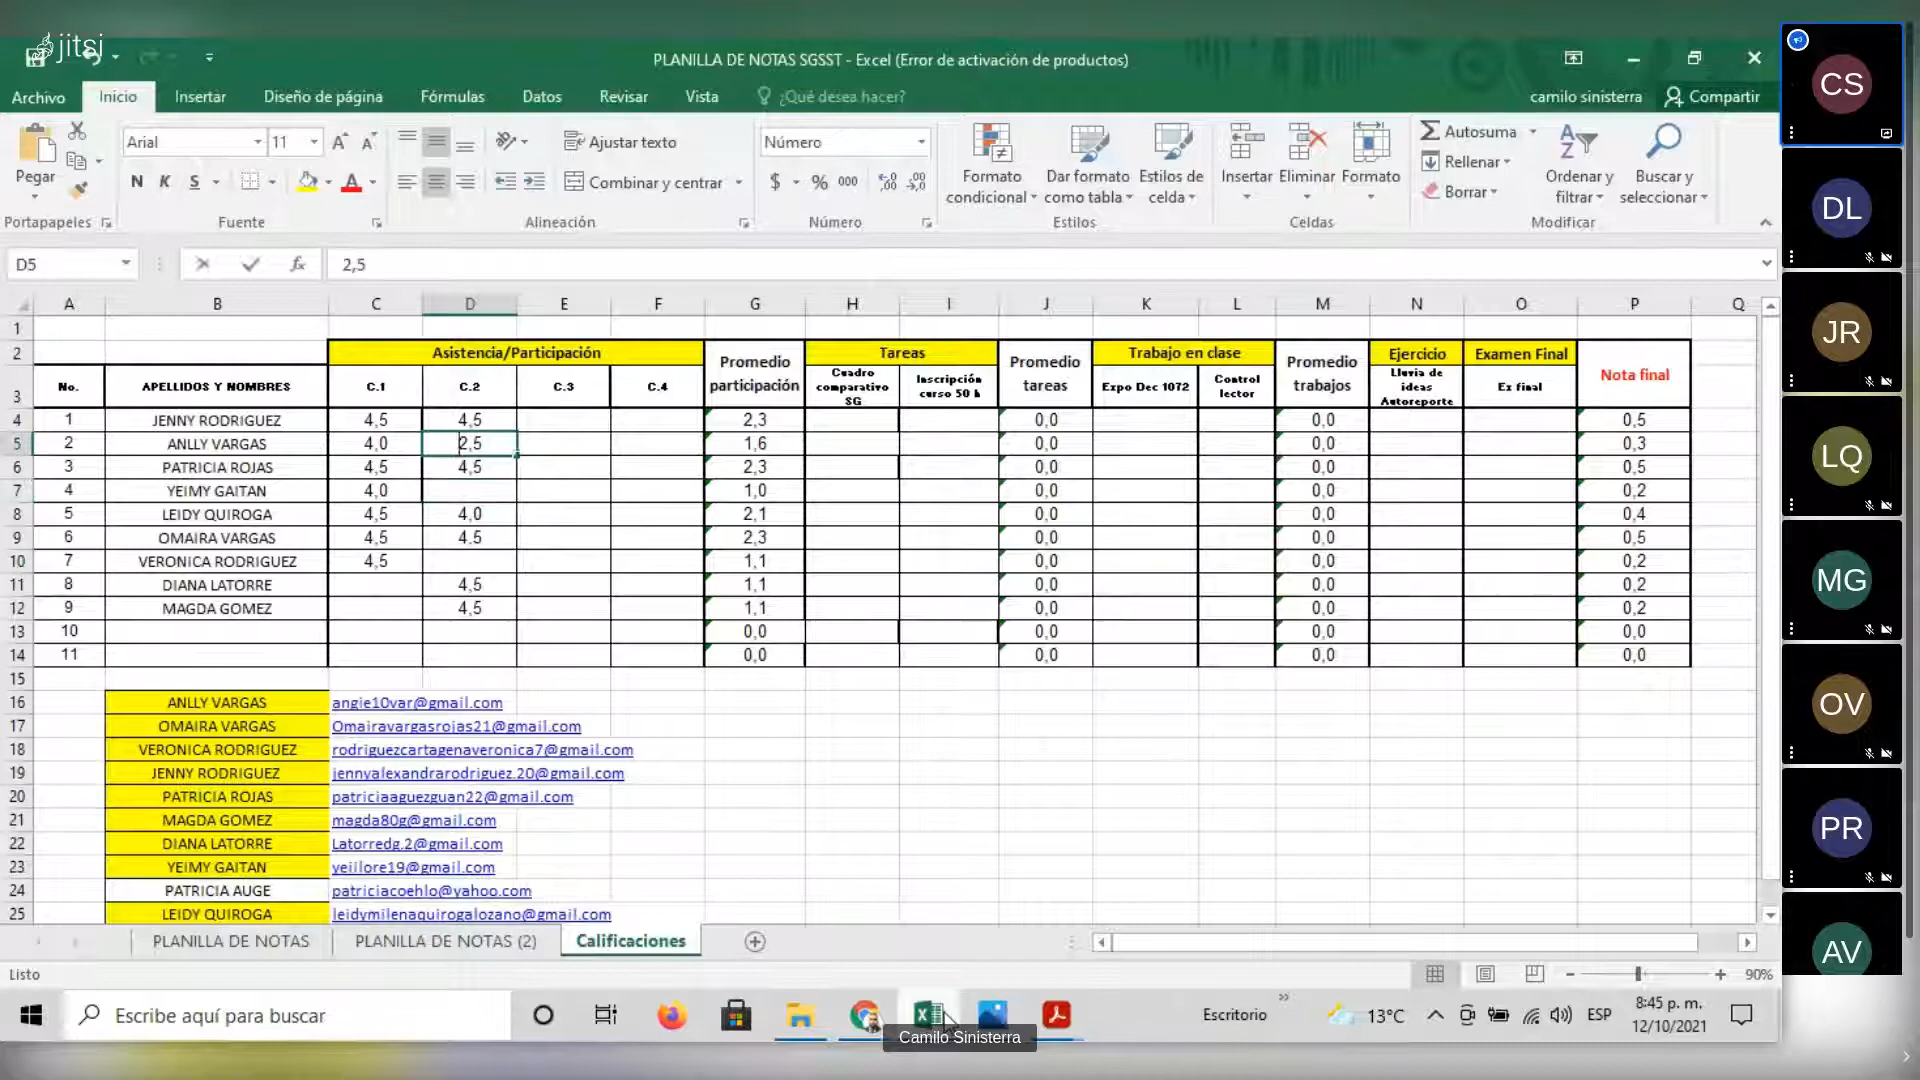 jitsi
PLANILLA DE NOTAS SGSST - Excel (Error de activación de productos)
Archivo Inicio Insertar Diseño de página Fórmulas Datos Revisar Vista ¿Qué desea hacer? camilo sinisterra Compartir
Pegar
Arial 11
Ajustar texto
Combinar y centrar
N K S
Número
$ % 000
Formato condicional
Dar formato como tabla
Estilos de celda
Insertar Eliminar Formato
Autosuma
Rellenar
Borrar
Ordenar y filtrar
Buscar y seleccionar
Portapapeles Fuente Alineación Número Estilos Celdas Modificar
D5 fx 2,5
A B C D E F G H I J K L M N O P Q
1
2 Asistencia/Participación Promedio participación Tareas Promedio tareas Trabajo en clase Promedio trabajos Ejercicio Examen Final Nota final
3 No. APELLIDOS Y NOMBRES C.1 C.2 C.3 C.4 Cuadro comparativo SG Inscripción curso 50 h Expo Dec 1072 Control lector Lluvia de ideas Autoreporte Ex final
4 1 JENNY RODRIGUEZ 4,5 4,5 2,3 0,0 0,0 0,5
5 2 ANLLY VARGAS 4,0 2,5 1,6 0,0 0,0 0,3
6 3 PATRICIA ROJAS 4,5 4,5 2,3 0,0 0,0 0,5
7 4 YEIMY GAITAN 4,0 1,0 0,0 0,0 0,2
8 5 LEIDY QUIROGA 4,5 4,0 2,1 0,0 0,0 0,4
9 6 OMAIRA VARGAS 4,5 4,5 2,3 0,0 0,0 0,5
10 7 VERONICA RODRIGUEZ 4,5 1,1 0,0 0,0 0,2
11 8 DIANA LATORRE 4,5 1,1 0,0 0,0 0,2
12 9 MAGDA GOMEZ 4,5 1,1 0,0 0,0 0,2
13 10 0,0 0,0 0,0 0,0
14 11 0,0 0,0 0,0 0,0
15
16 ANLLY VARGAS angie10var@gmail.com
17 OMAIRA VARGAS Omairavargasrojas21@gmail.com
18 VERONICA RODRIGUEZ rodriguezcartagenaveronica7@gmail.com
19 JENNY RODRIGUEZ jennyalexandrarodriguez.20@gmail.com
20 PATRICIA ROJAS patriciaaguezguan22@gmail.com
21 MAGDA GOMEZ magda80g@gmail.com
22 DIANA LATORRE Latorredg.2@gmail.com
23 YEIMY GAITAN yeiilore19@gmail.com
24 PATRICIA AUGE patriciacoehlo@yahoo.com
25 LEIDY QUIROGA leidymilenaquirogalozano@gmail.com
PLANILLA DE NOTAS PLANILLA DE NOTAS (2) Calificaciones
Listo 90%
Escribe aquí para buscar
Escritorio
13°C
ESP
8:45 p. m.
12/10/2021
Camilo Sinisterra
CS
DL
JR
LQ
MG
OV
PR
AV